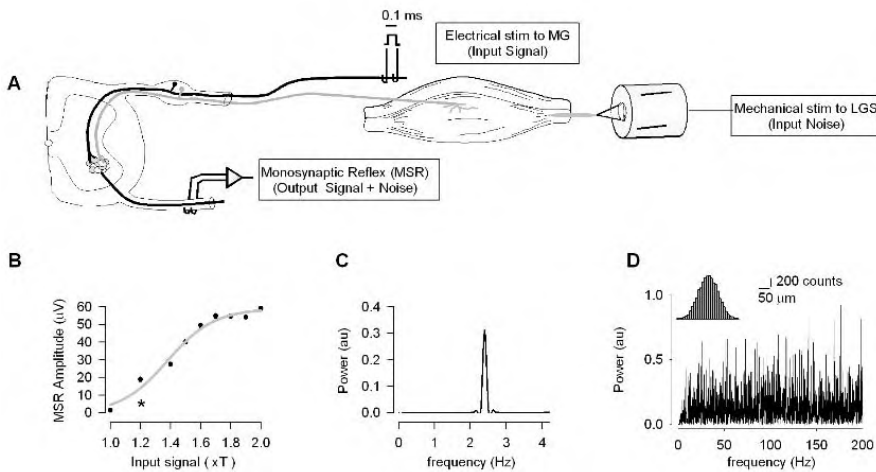 0.1 ms
Electrical stim to MG
(Input Signal)
A
Mechanical stim to LGS
(Input Noise)
Monosynaptic Reflex (MSR)
(Output Signal + Noise)
B
MSR Amplitude (µV)
60
50
40
30
20
10
0
*
1.0 1.2 1.4 1.6 1.8 2.0
Input signal ( xT )
C
Power (au)
0.4
0.3
0.2
0.1
0.0
0 1 2 3 4
frequency (Hz)
D
200 counts
50 µm
Power (au)
1.0
0.5
0.0
0 50 100 150 200
frequency (Hz)